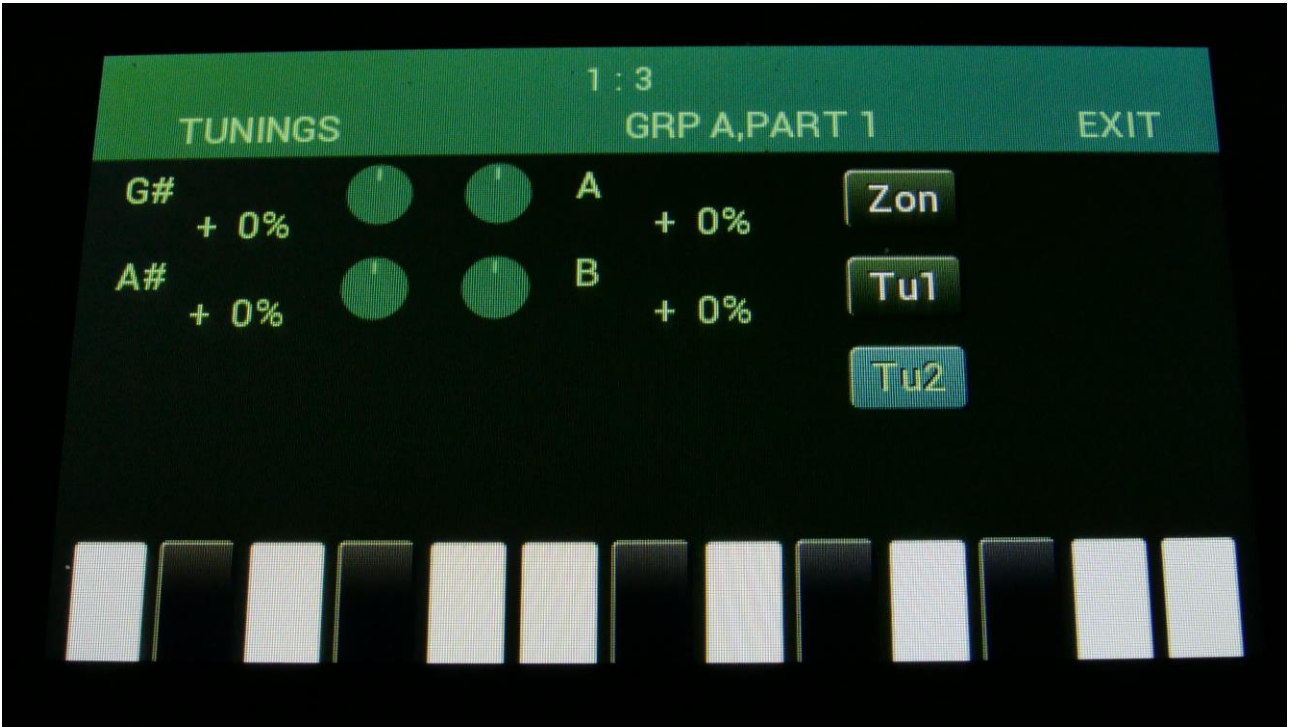 1 : 3
TUNINGS GRP A,PART 1 EXIT
G# A Zon
+ 0% + 0%
A# B Tu1
+ 0% + 0%
Tu2